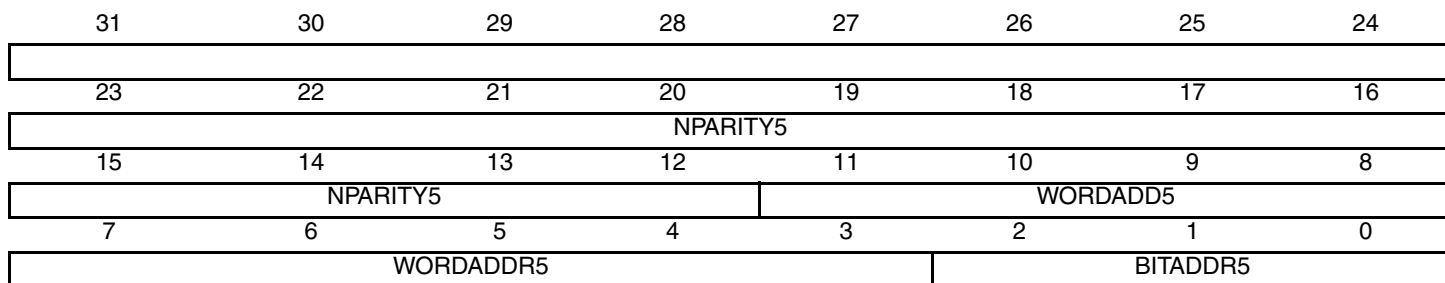 31 30 29 28 27 26 25 24
23 22 21 20 19 18 17 16
NPARITY5
15 14 13 12 11 10 9 8
NPARITY5 WORDADD5
7 6 5 4 3 2 1 0
WORDADDR5 BITADDR5